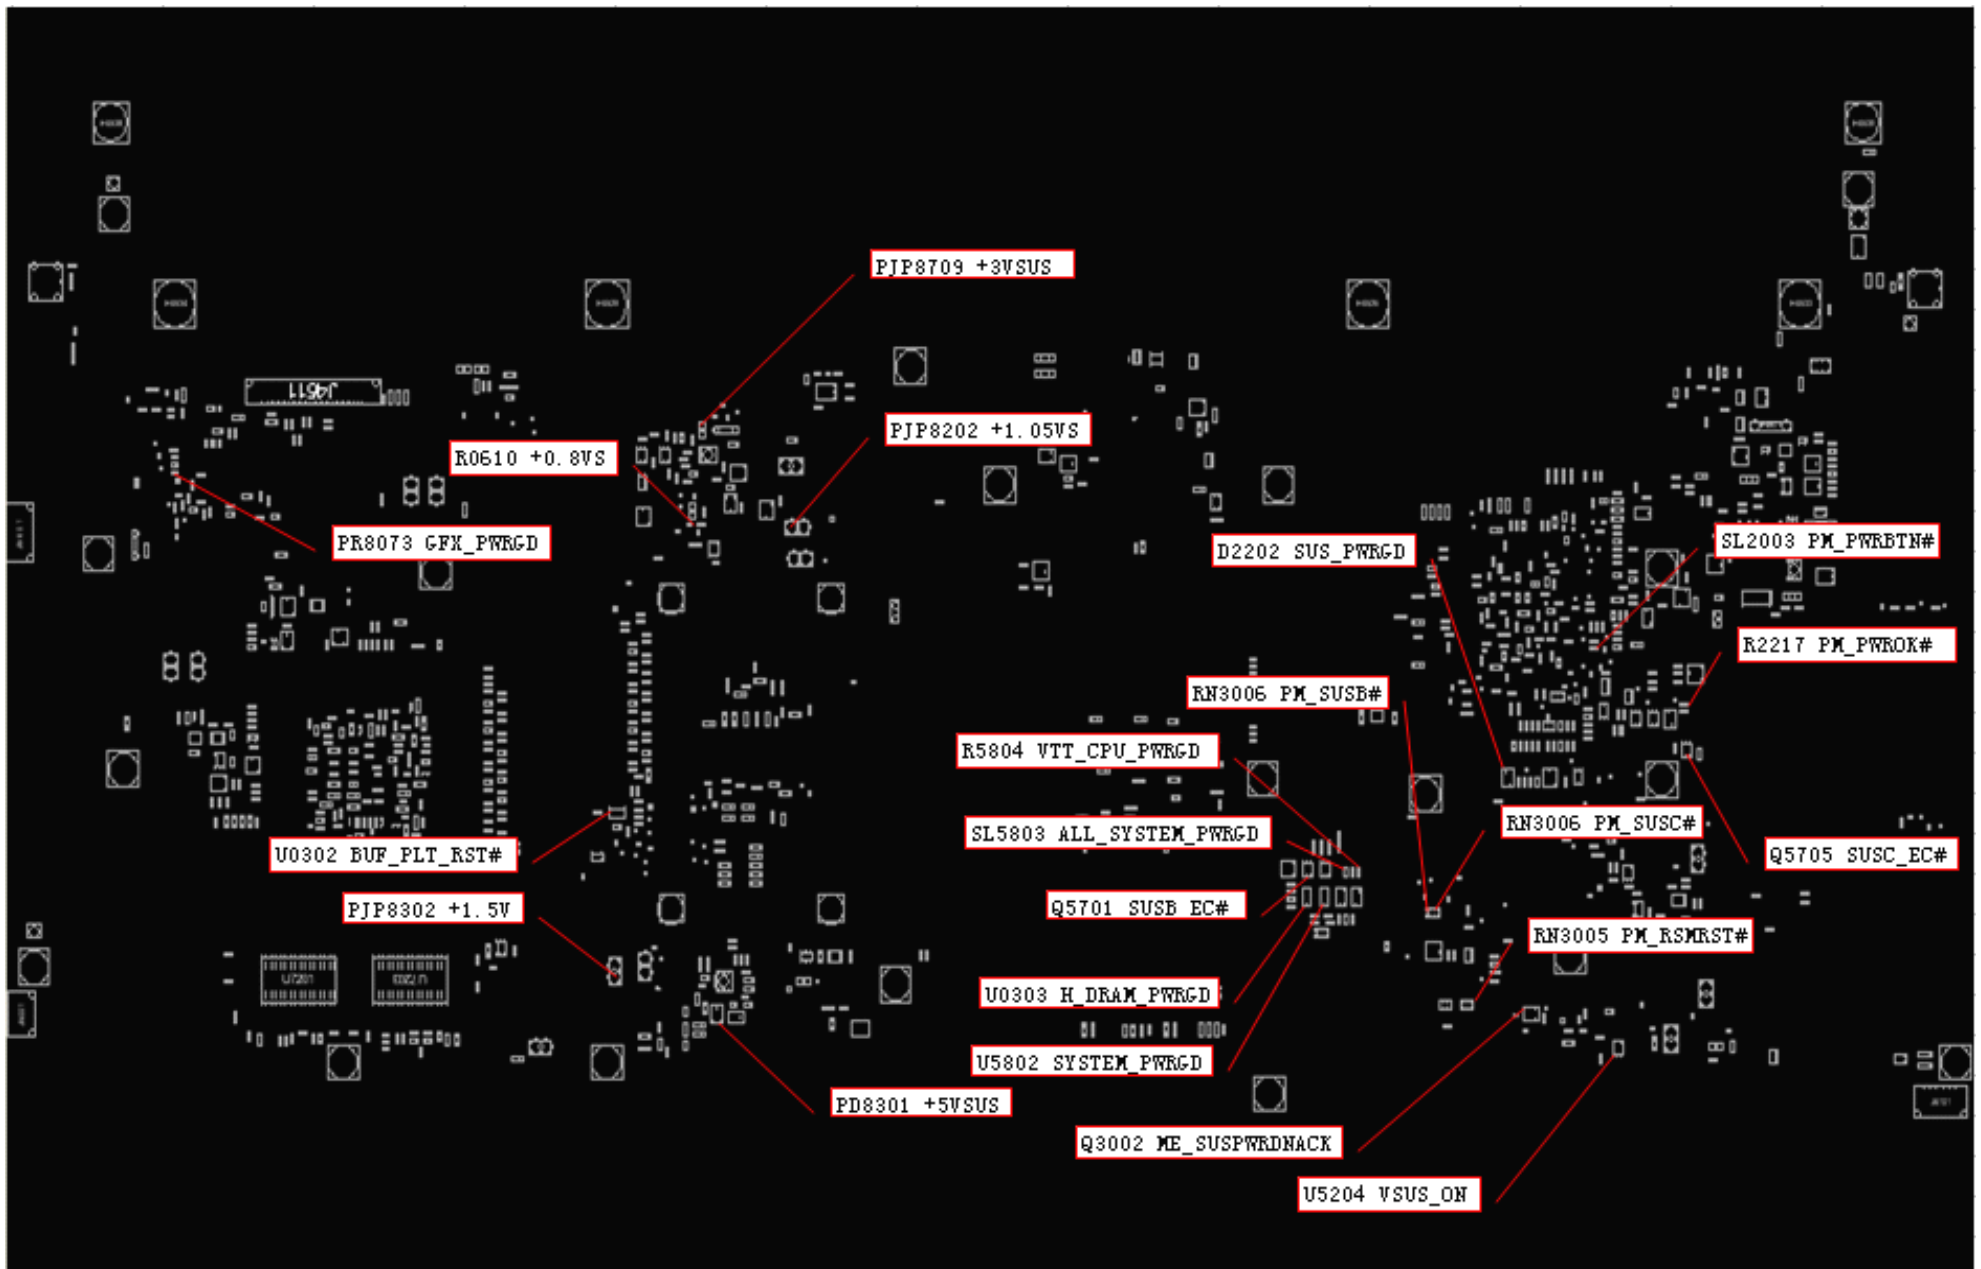 PJP8709 +3VSUS
J4511
PJP8202 +1.05VS
R0610 +0.8VS
PR8073 GFX_PWRGD
SL2003 PM_PWRBTN#
D2202 SUS_PWRGD
R2217 PM_PWROK#
RN3006 PM_SUSB#
R5804 VTT_CPU_PWRGD
RN3006 PM_SUSC#
SL5803 ALL_SYSTEM_PWRGD
U0302 BUF_PLT_RST#
Q5705 SUSC_EC#
PJP8302 +1.5V
Q5701 SUSB_EC#
RN3005 PM_RSMRST#
U0303 H_DRAM_PWRGD
U5802 SYSTEM_PWRGD
PD8301 +5VSUS
Q3002 ME_SUSPWRDNACK
U5204 VSUS_ON